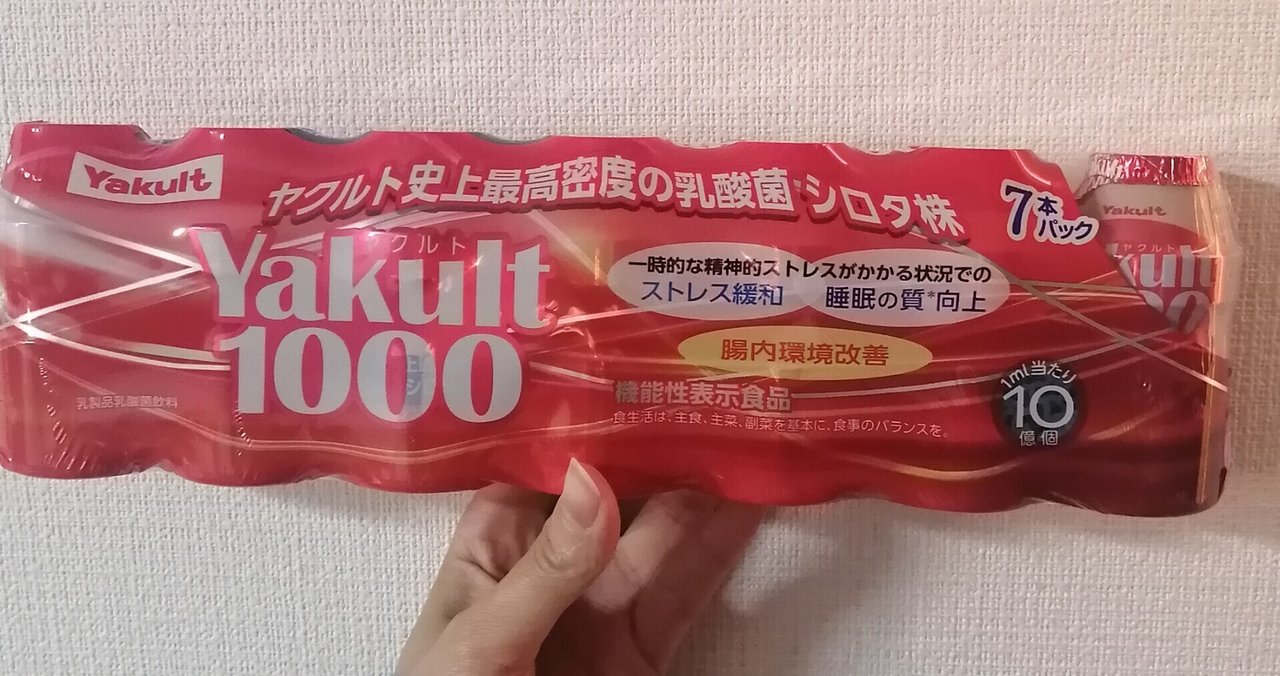 Yakult
ヤクルト史上最高密度の乳酸菌 シロタ株
7本パック
ヤクルト
Yakult
1000
一時的な精神的ストレスがかかる状況での
ストレス緩和 睡眠の質*向上
腸内環境改善
機能性表示食品
食生活は、主食、主菜、副菜を基本に、食事のバランスを。
乳製品乳酸菌飲料
1ml当たり
10
億個
Yakult
ヤクルト